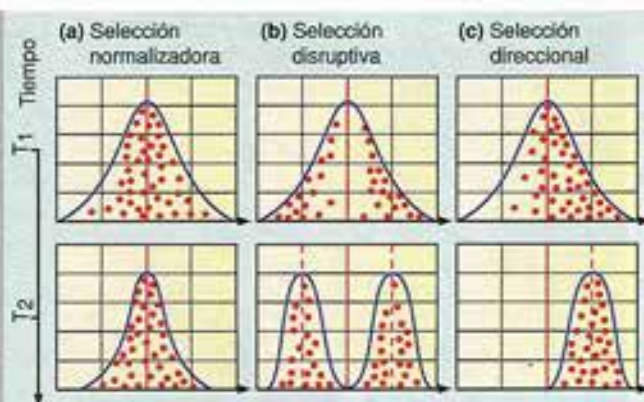 (a) Selección
normalizadora
(b) Selección
disruptiva
(c) Selección
direccional
Tiempo
T1
T2